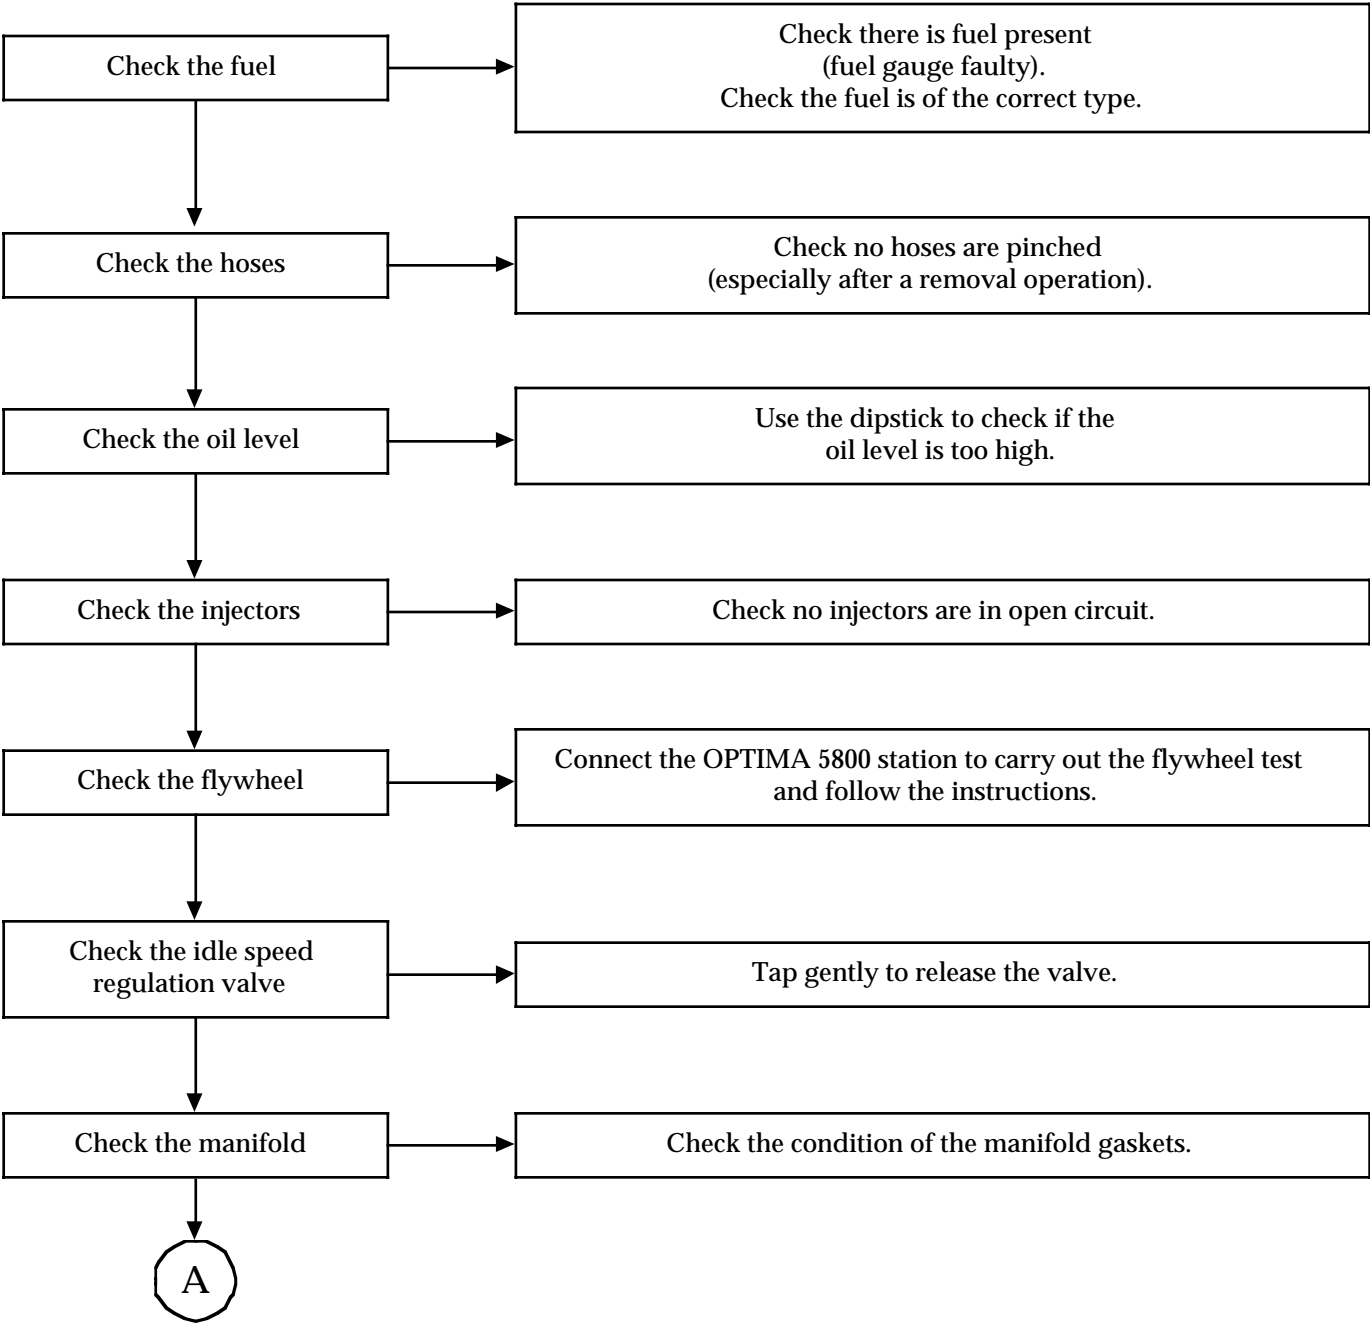 Check the fuel
Check there is fuel present
(fuel gauge faulty).
Check the fuel is of the correct type.
Check the hoses
Check no hoses are pinched
(especially after a removal operation).
Check the oil level
Use the dipstick to check if the
oil level is too high.
Check the injectors
Check no injectors are in open circuit.
Check the flywheel
Connect the OPTIMA 5800 station to carry out the flywheel test
and follow the instructions.
Check the idle speed
regulation valve
Tap gently to release the valve.
Check the manifold
Check the condition of the manifold gaskets.
A